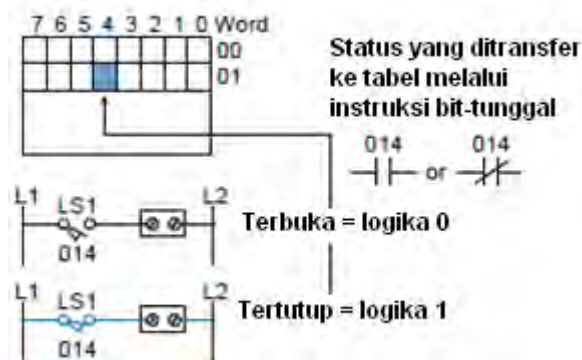 7 6 5 4 3 2 1 0 Word
00
01
Status yang ditransfer
ke tabel melalui
instruksi bit-tunggal
014 or 014
L1 LS1 L2
014
Terbuka = logika 0
L1 LS1 L2
014
Tertutup = logika 1